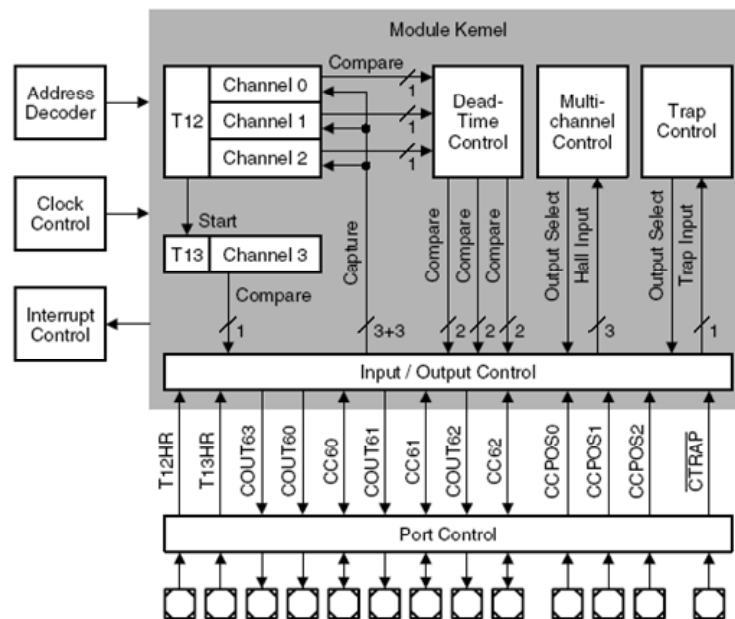 Module Kernel
Address
Decoder
Clock
Control
Interrupt
Control
T12
Channel 0
Channel 1
Channel 2
Compare
1
1
1
Dead-
Time
Control
Multi-
channel
Control
Trap
Control
Start
T13
Channel 3
Compare
1
Capture
3+3
Compare
2
Compare
2
Compare
2
Output Select
Hall Input
3
Output Select
Trap Input
1
Input / Output Control
T12HR
T13HR
COUT63
COUT60
CC60
COUT61
CC61
COUT62
CC62
CCPOS0
CCPOS1
CCPOS2
CTRAP
Port Control